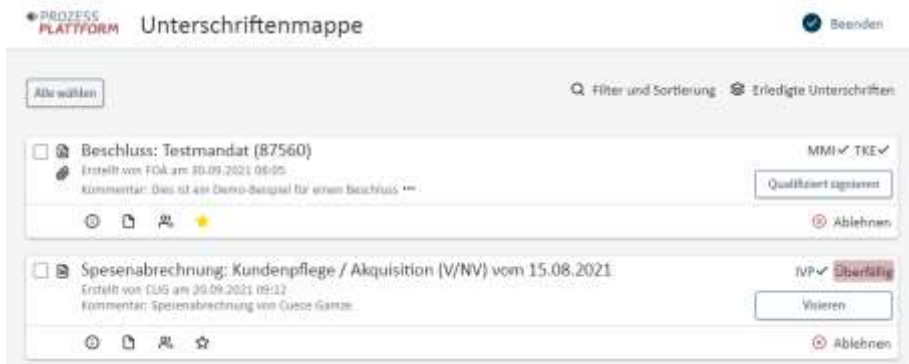 PROZESS
PLATTFORM Unterschriftenmappe Beenden
Alle wählen Filter und Sortierung Erledigte Unterschriften
Beschluss: Testmandat (87560) MMI TKE
Erstellt von FOA am 30.09.2021 06:05
Kommentar: Dies ist ein Demo-Beispiel für einen Beschluss ••• Qualifiziert signieren
Ablehnen
Spesenabrechnung: Kundenpflege / Akquisition (V/NV) vom 15.08.2021 IVP Überfällig
Erstellt von CUG am 20.09.2021 09:12 Visieren
Kommentar: Spesenabrechnung von Cuece Gamze
Ablehnen